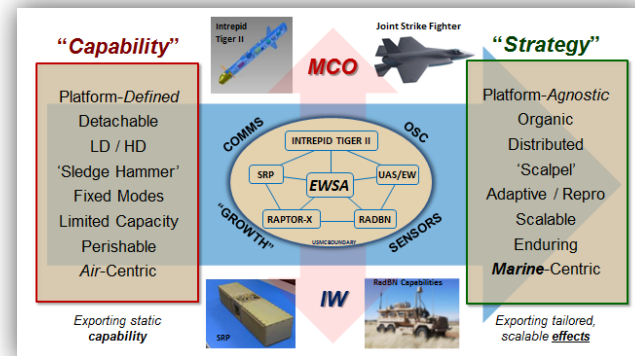 "Capability"
Intrepid
Tiger II
MCO
Joint Strike Fighter
"Strategy"
Platform-Defined
Detachable
LD / HD
'Sledge Hammer'
Fixed Modes
Limited Capacity
Perishable
Air-Centric
Exporting static
capability
COMMS
OSC
INTREPID TIGER II
SRP
EWSA
UAS/EW
RAPTOR-X
RADBN
"GROWTH"
SENSORS
USMC BOUNDARY
IW
SRP
RadBN Capabilities
Platform-Agnostic
Organic
Distributed
'Scalpel'
Adaptive / Repro
Scalable
Enduring
Marine-Centric
Exporting tailored,
scalable effects